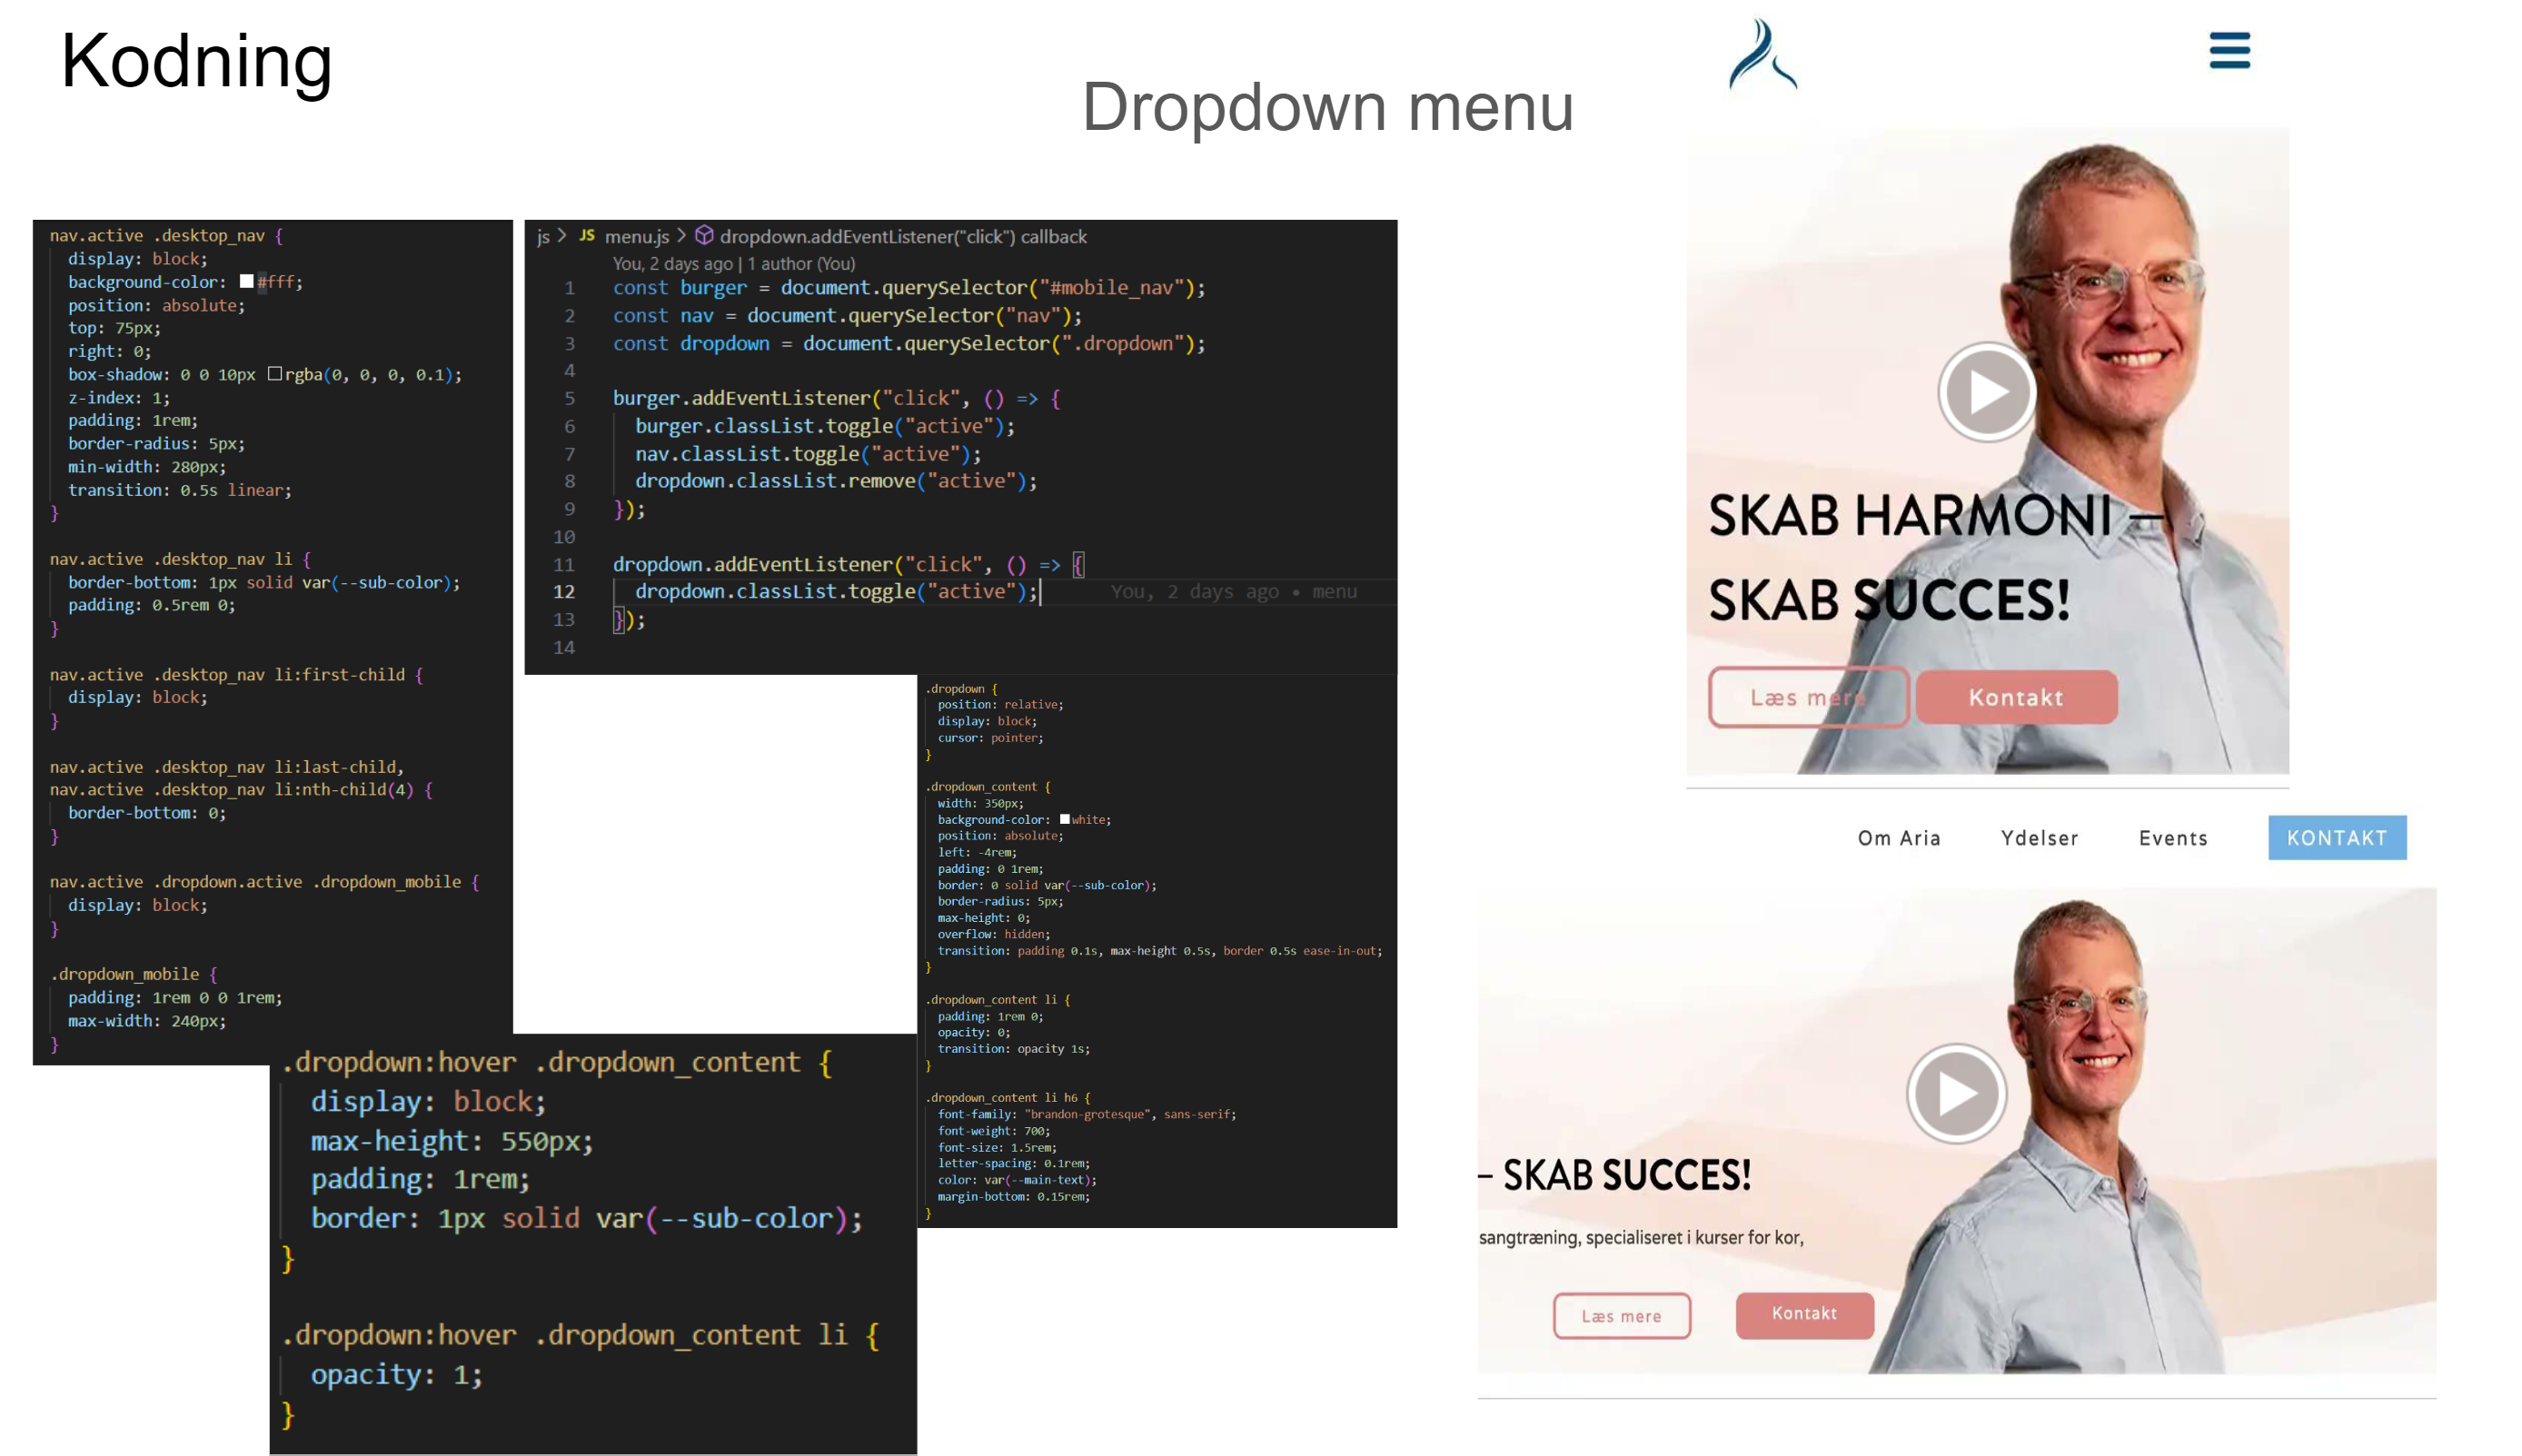 Kodning
Dropdown menu
nav.active .desktop_nav {
display: block;
background-color: #fff;
position: absolute;
top: 75px;
right: 0;
box-shadow: 0 0 10px rgba(0, 0, 0, 0.1);
z-index: 1;
padding: 1rem;
border-radius: 5px;
min-width: 280px;
transition: 0.5s linear;
}
nav.active .desktop_nav li {
border-bottom: 1px solid var(--sub-color);
padding: 0.5rem 0;
}
nav.active .desktop_nav li:first-child {
display: block;
}
nav.active .desktop_nav li:last-child,
nav.active .desktop_nav li:nth-child(4) {
border-bottom: 0;
}
nav.active .dropdown.active .dropdown_mobile {
display: block;
}
.dropdown_mobile {
padding: 1rem 0 0 1rem;
max-width: 240px;
}
js > JS menu.js > dropdown.addEventListener("click") callback
You, 2 days ago | 1 author (You)
1 const burger = document.querySelector("#mobile_nav");
2 const nav = document.querySelector("nav");
3 const dropdown = document.querySelector(".dropdown");
4
5 burger.addEventListener("click", () => {
6 burger.classList.toggle("active");
7 nav.classList.toggle("active");
8 dropdown.classList.remove("active");
9 });
10
11 dropdown.addEventListener("click", () => {
12 dropdown.classList.toggle("active"); You, 2 days ago • menu
13 });
14
.dropdown {
position: relative;
display: block;
cursor: pointer;
}
.dropdown_content {
width: 350px;
background-color: white;
position: absolute;
left: -4rem;
padding: 0 1rem;
border: 0 solid var(--sub-color);
border-radius: 5px;
max-height: 0;
overflow: hidden;
transition: padding 0.1s, max-height 0.5s, border 0.5s ease-in-out;
}
.dropdown_content li {
padding: 1rem 0;
opacity: 0;
transition: opacity 1s;
}
.dropdown_content li h6 {
font-family: "brandon-grotesque", sans-serif;
font-weight: 700;
font-size: 1.5rem;
letter-spacing: 0.1rem;
color: var(--main-text);
margin-bottom: 0.15rem;
}
.dropdown:hover .dropdown_content {
display: block;
max-height: 550px;
padding: 1rem;
border: 1px solid var(--sub-color);
}
.dropdown:hover .dropdown_content li {
opacity: 1;
}
SKAB HARMONI –
SKAB SUCCES!
Læs mere Kontakt
Om Aria Ydelser Events KONTAKT
– SKAB SUCCES!
sangtræning, specialiseret i kurser for kor,
Læs mere Kontakt